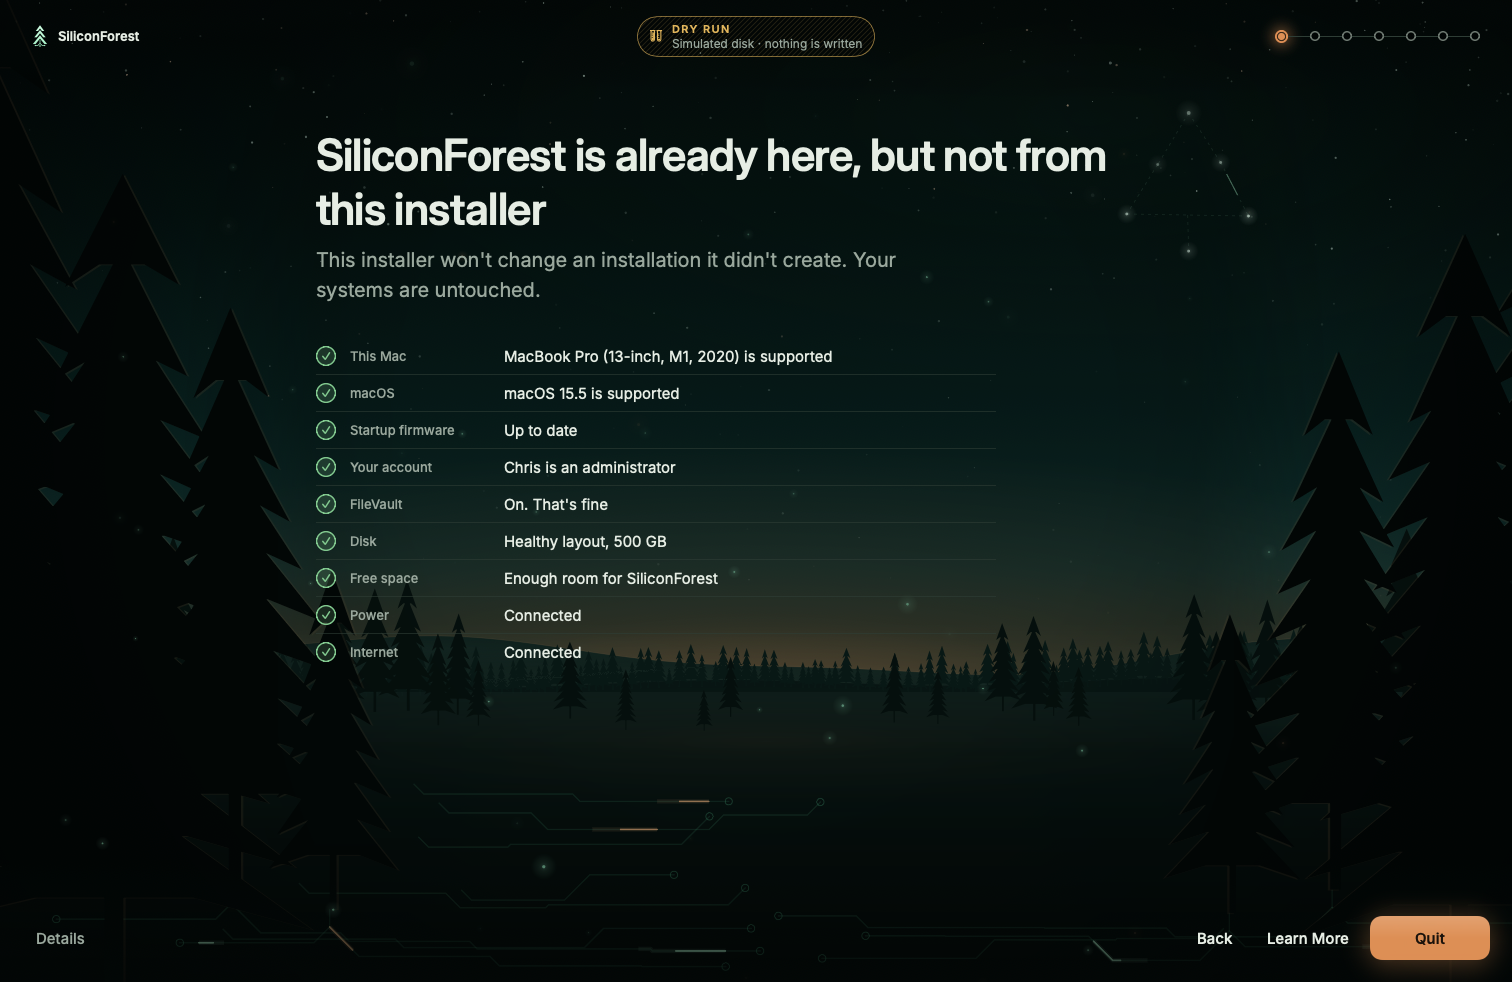 SiliconForest
DRY RUN
Simulated disk · nothing is written
SiliconForest is already here, but not from
this installer
This installer won't change an installation it didn't create. Your
systems are untouched.
This Mac MacBook Pro (13-inch, M1, 2020) is supported
macOS macOS 15.5 is supported
Startup firmware Up to date
Your account Chris is an administrator
FileVault On. That's fine
Disk Healthy layout, 500 GB
Free space Enough room for SiliconForest
Power Connected
Internet Connected
Details
Back
Learn More
Quit